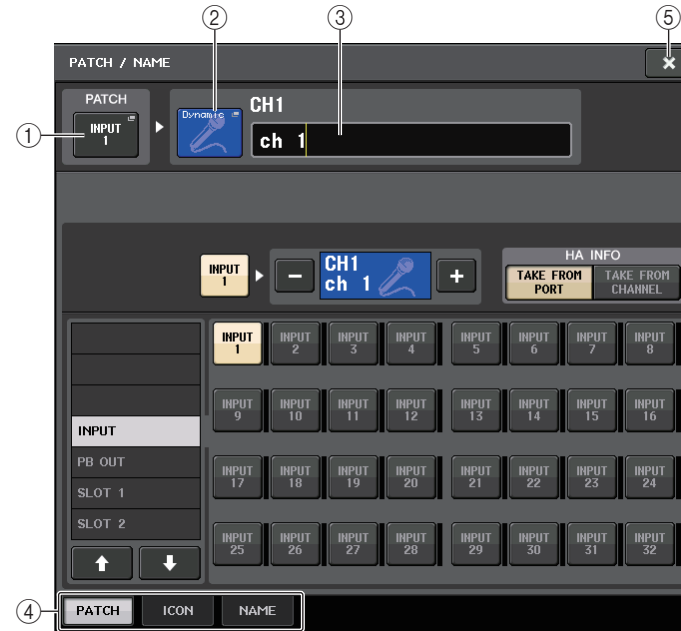 ② ③ ⑤
PATCH / NAME ×
PATCH
① INPUT 1
Dynamic
CH1
ch 1
INPUT 1
−
CH1
ch 1
+
HA INFO
TAKE FROM PORT
TAKE FROM CHANNEL
INPUT
PB OUT
SLOT 1
SLOT 2
INPUT 1 INPUT 2 INPUT 3 INPUT 4 INPUT 5 INPUT 6 INPUT 7 INPUT 8
INPUT 9 INPUT 10 INPUT 11 INPUT 12 INPUT 13 INPUT 14 INPUT 15 INPUT 16
INPUT 17 INPUT 18 INPUT 19 INPUT 20 INPUT 21 INPUT 22 INPUT 23 INPUT 24
INPUT 25 INPUT 26 INPUT 27 INPUT 28 INPUT 29 INPUT 30 INPUT 31 INPUT 32
④ PATCH ICON NAME